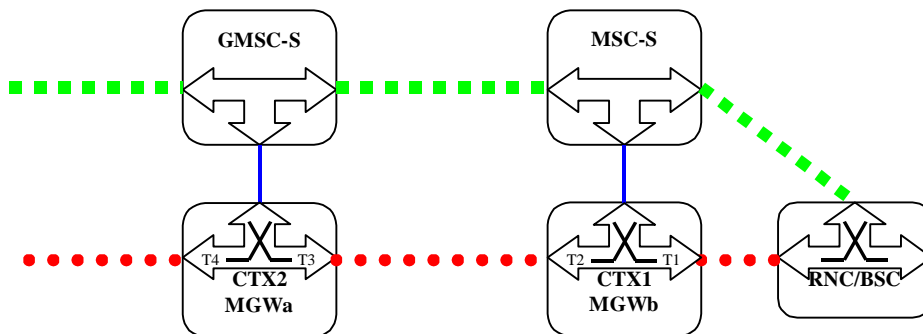 GMSC-S
MSC-S
T4
T3
T2
T1
CTX2
MGWa
CTX1
MGWb
RNC/BSC